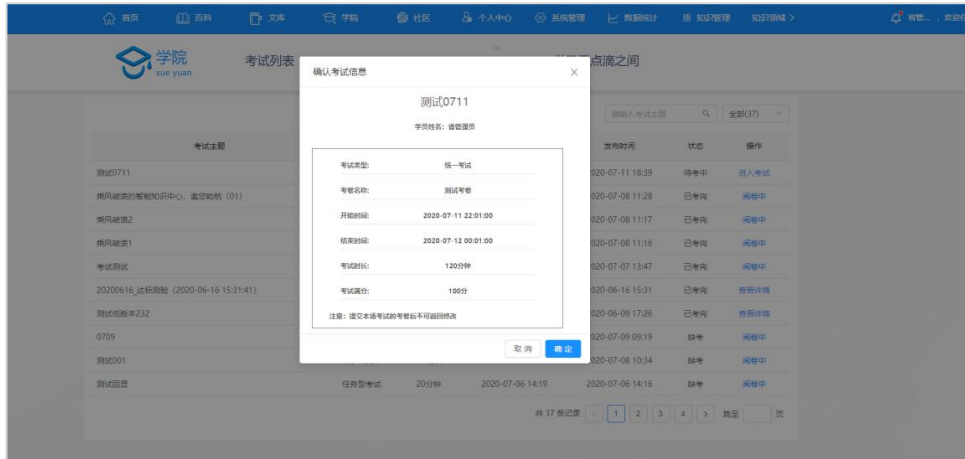 首页 百科 文库 学院 社区 个人中心 系统管理 数据统计 知识管理 知识领域 >
学院
xue yuan
考试列表
点滴之间
确认考试信息
测试0711
学员姓名：省管理员
考试类型： 统一考试
考卷名称： 测试考卷
开始时间： 2020-07-11 22:01:00
结束时间： 2020-07-12 00:01:00
考试时长： 120分钟
考试满分： 100分
注意：提交本场考试的考卷后不可返回修改
取 消 确 定
请输入考试主题 全部(37)
考试主题 发布时间 状态 操作
测试0711 2020-07-11 18:39 待考中 进入考试
乘风破浪的智能知识中心，邀您助航（01） 020-07-08 11:28 已考完 阅卷中
乘风破浪2 020-07-08 11:17 已考完 阅卷中
乘风破浪1 020-07-08 11:16 已考完 阅卷中
考试测试 020-07-07 13:47 已考完 阅卷中
20200616_达标测验（2020-06-16 15:31:41） 020-06-16 15:31 已考完 查看详情
测试低版本232 020-06-09 17:26 已考完 查看详情
0709 020-07-09 09:19 缺考 阅卷中
测试001 020-07-08 10:34 缺考 阅卷中
测试回显 任务型考试 20分钟 2020-07-06 14:19 2020-07-06 14:16 缺考 阅卷中
共 37 条记录 < 1 2 3 4 > 跳至 页